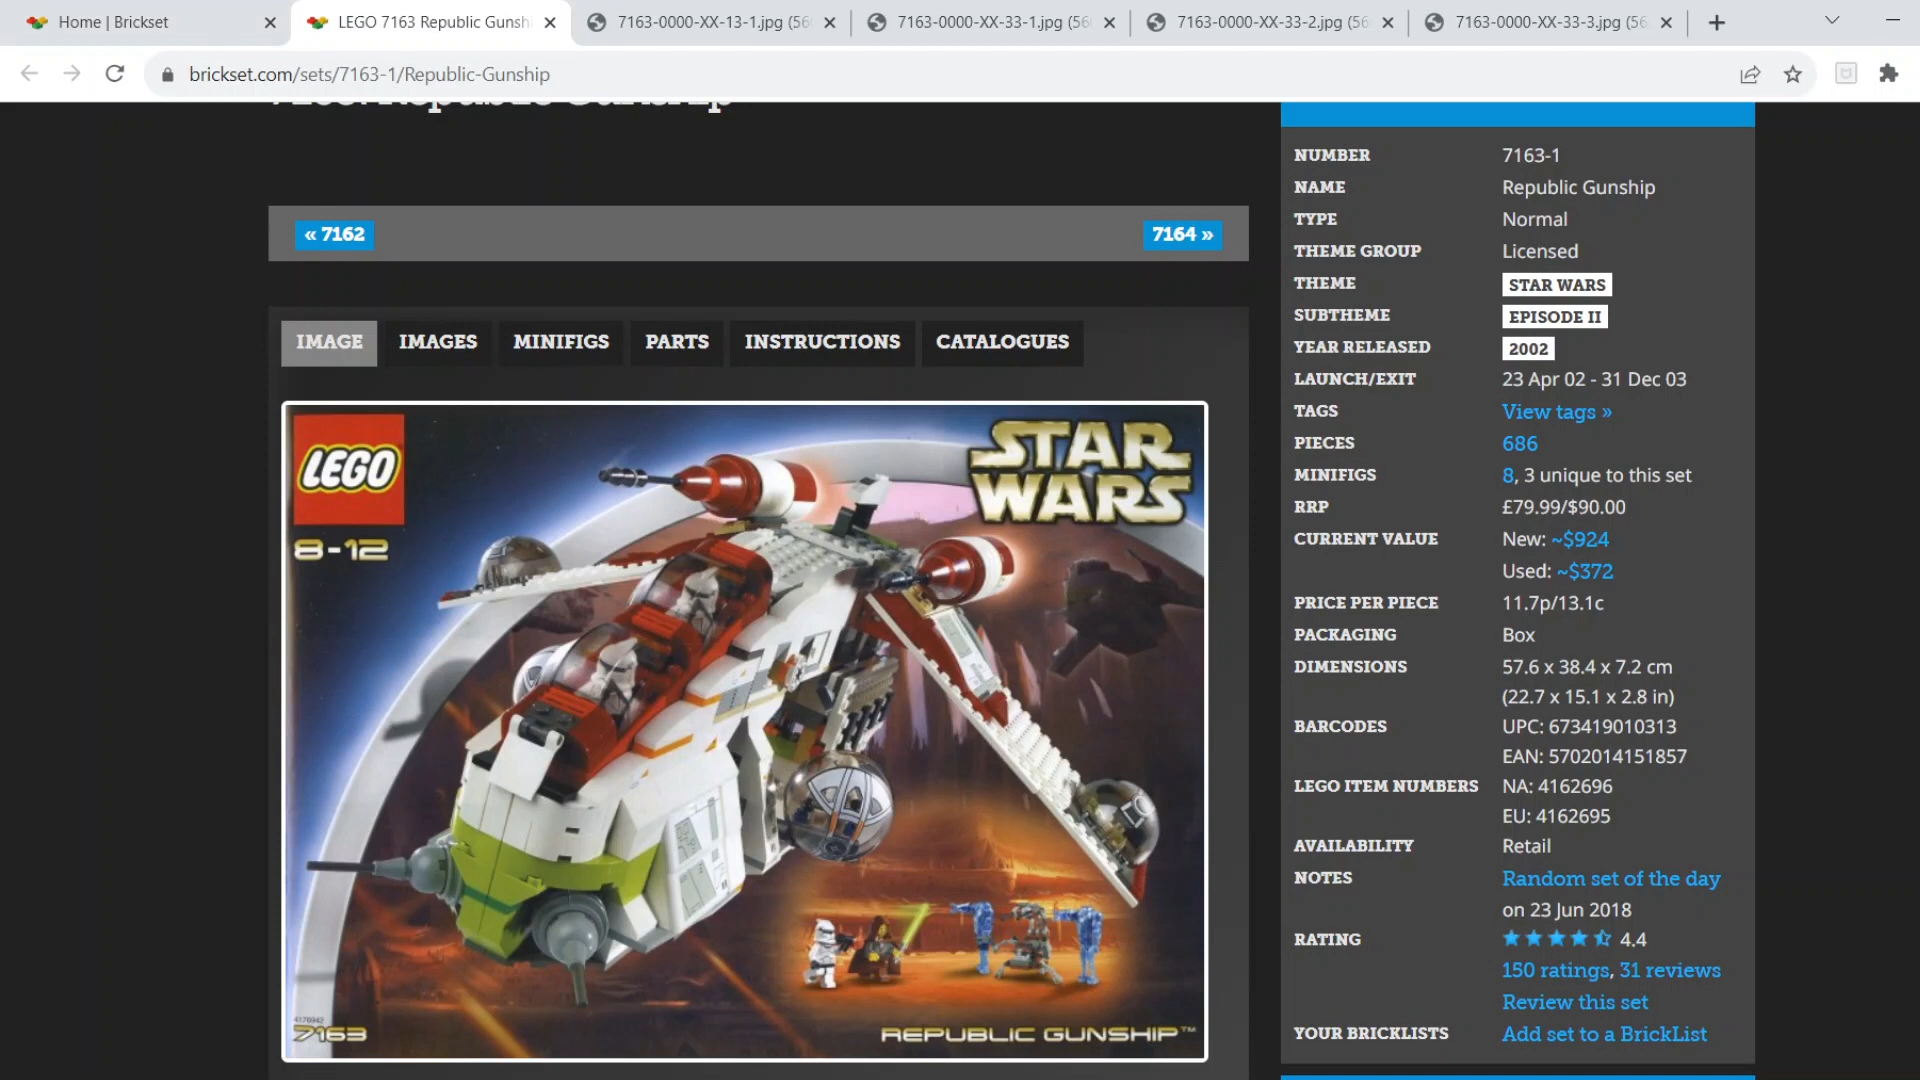 Home | Brickset
LEGO 7163 Republic Gunshi
7163-0000-XX-13-1.jpg (56
7163-0000-XX-33-1.jpg (56
7163-0000-XX-33-2.jpg (56
7163-0000-XX-33-3.jpg (56
brickset.com/sets/7163-1/Republic-Gunship
7163: Republic Gunship
« 7162
7164 »
IMAGE
IMAGES
MINIFIGS
PARTS
INSTRUCTIONS
CATALOGUES
LEGO
8-12
STAR
WARS
4176942
7163
REPUBLIC GUNSHIP™
NUMBER 7163-1
NAME Republic Gunship
TYPE Normal
THEME GROUP Licensed
THEME STAR WARS
SUBTHEME EPISODE II
YEAR RELEASED 2002
LAUNCH/EXIT 23 Apr 02 - 31 Dec 03
TAGS View tags »
PIECES 686
MINIFIGS 8, 3 unique to this set
RRP £79.99/$90.00
CURRENT VALUE New: ~$924
Used: ~$372
PRICE PER PIECE 11.7p/13.1c
PACKAGING Box
DIMENSIONS 57.6 x 38.4 x 7.2 cm
(22.7 x 15.1 x 2.8 in)
BARCODES UPC: 673419010313
EAN: 5702014151857
LEGO ITEM NUMBERS NA: 4162696
EU: 4162695
AVAILABILITY Retail
NOTES Random set of the day
on 23 Jun 2018
RATING 4.4
150 ratings, 31 reviews
Review this set
YOUR BRICKLISTS Add set to a BrickList